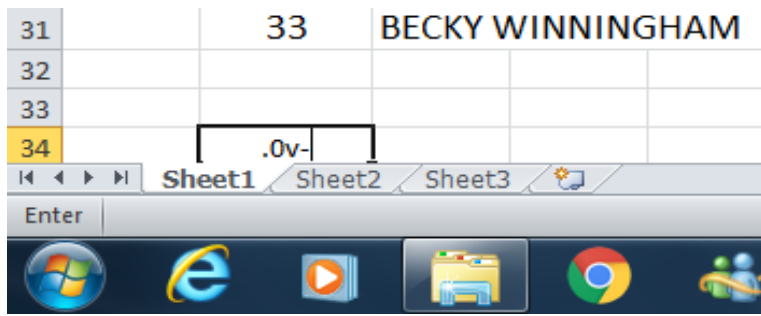 31 33 BECKY WINNINGHAM
32
33
34 .0v-
Sheet1 Sheet2 Sheet3
Enter